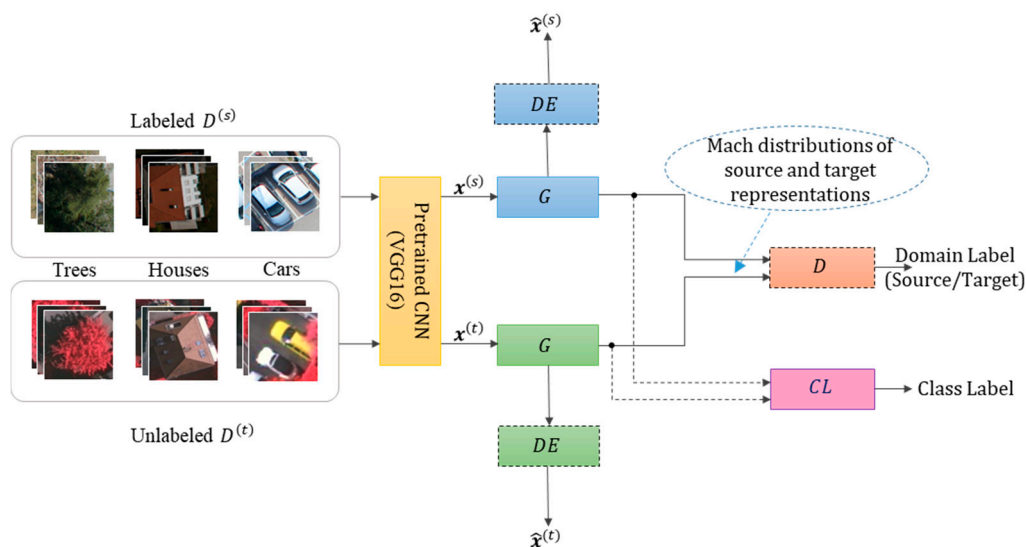 x̂⁽ˢ⁾
DE
Labeled D⁽ˢ⁾
Mach distributions of
source and target
representations
Pretrained CNN
(VGG16)
x⁽ˢ⁾
G
Trees Houses Cars
D
Domain Label
(Source/Target)
x⁽ᵗ⁾
G
CL
Class Label
Unlabeled D⁽ᵗ⁾
DE
x̂⁽ᵗ⁾